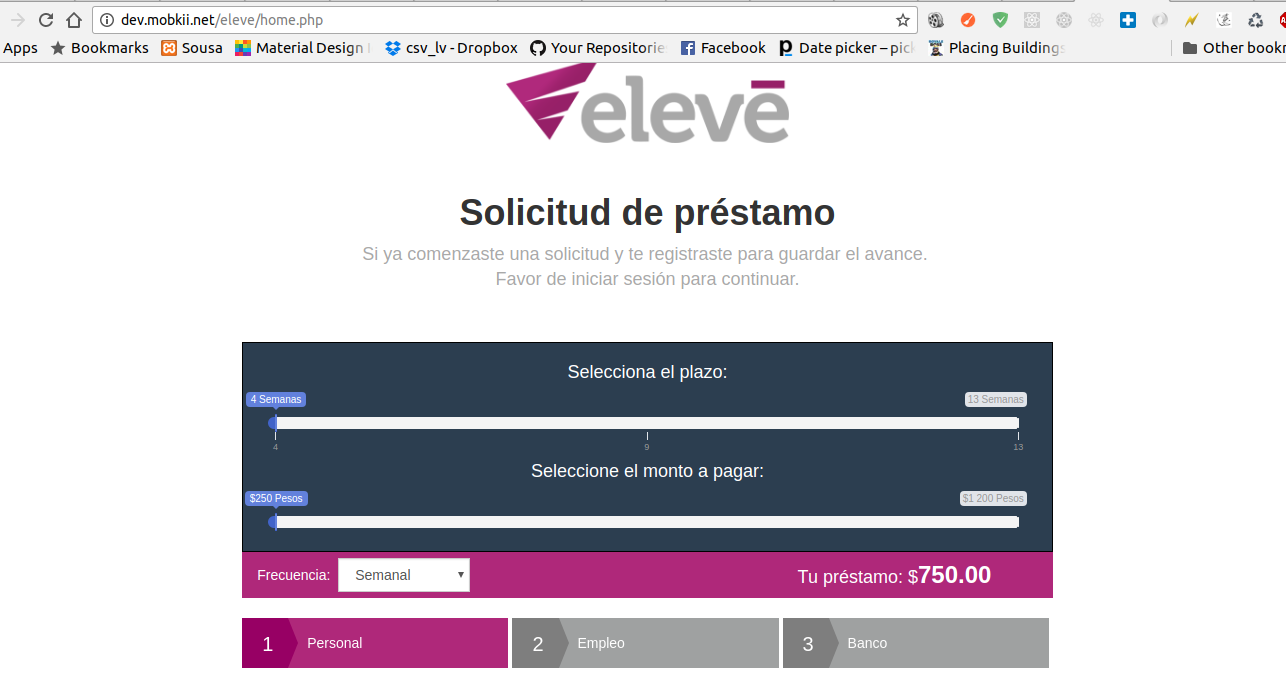 dev.mobkii.net/eleve/home.php
Apps Bookmarks Sousa Material Design csv_lv - Dropbox Your Repositorie Facebook Date picker – pick Placing Buildings Other bookr
elevē
Solicitud de préstamo
Si ya comenzaste una solicitud y te registraste para guardar el avance.
Favor de iniciar sesión para continuar.
Selecciona el plazo:
4 Semanas 13 Semanas
4 9 13
Seleccione el monto a pagar:
$250 Pesos $1 200 Pesos
Frecuencia: Semanal Tu préstamo: $750.00
1 Personal 2 Empleo 3 Banco